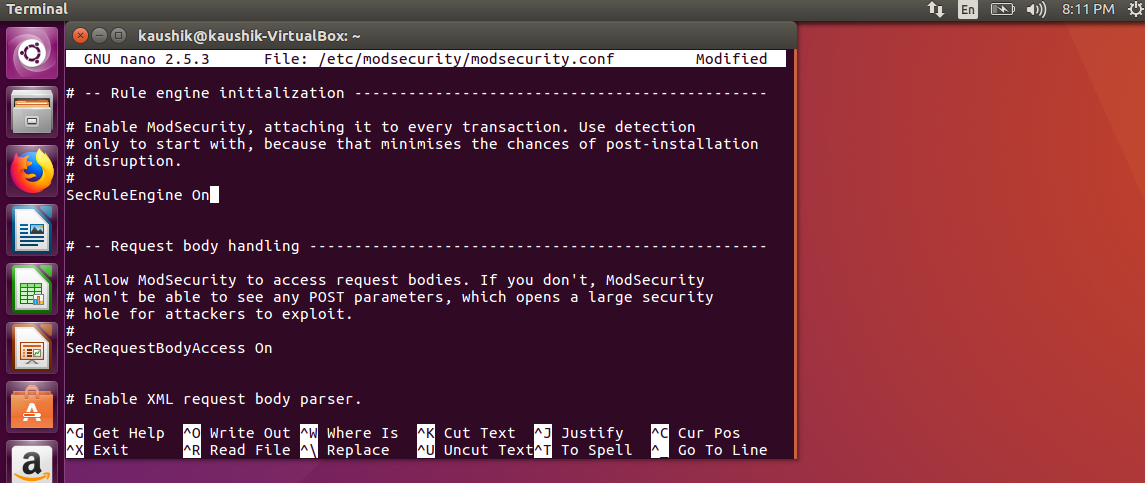 Terminal
En
8:11 PM
kaushik@kaushik-VirtualBox: ~
GNU nano 2.5.3 File: /etc/modsecurity/modsecurity.conf Modified
# -- Rule engine initialization ----------------------------------------------
# Enable ModSecurity, attaching it to every transaction. Use detection
# only to start with, because that minimises the chances of post-installation
# disruption.
#
SecRuleEngine On
# -- Request body handling ---------------------------------------------------
# Allow ModSecurity to access request bodies. If you don't, ModSecurity
# won't be able to see any POST parameters, which opens a large security
# hole for attackers to exploit.
#
SecRequestBodyAccess On
# Enable XML request body parser.
^G Get Help ^O Write Out ^W Where Is ^K Cut Text ^J Justify ^C Cur Pos
^X Exit ^R Read File ^\ Replace ^U Uncut Text ^T To Spell ^_ Go To Line